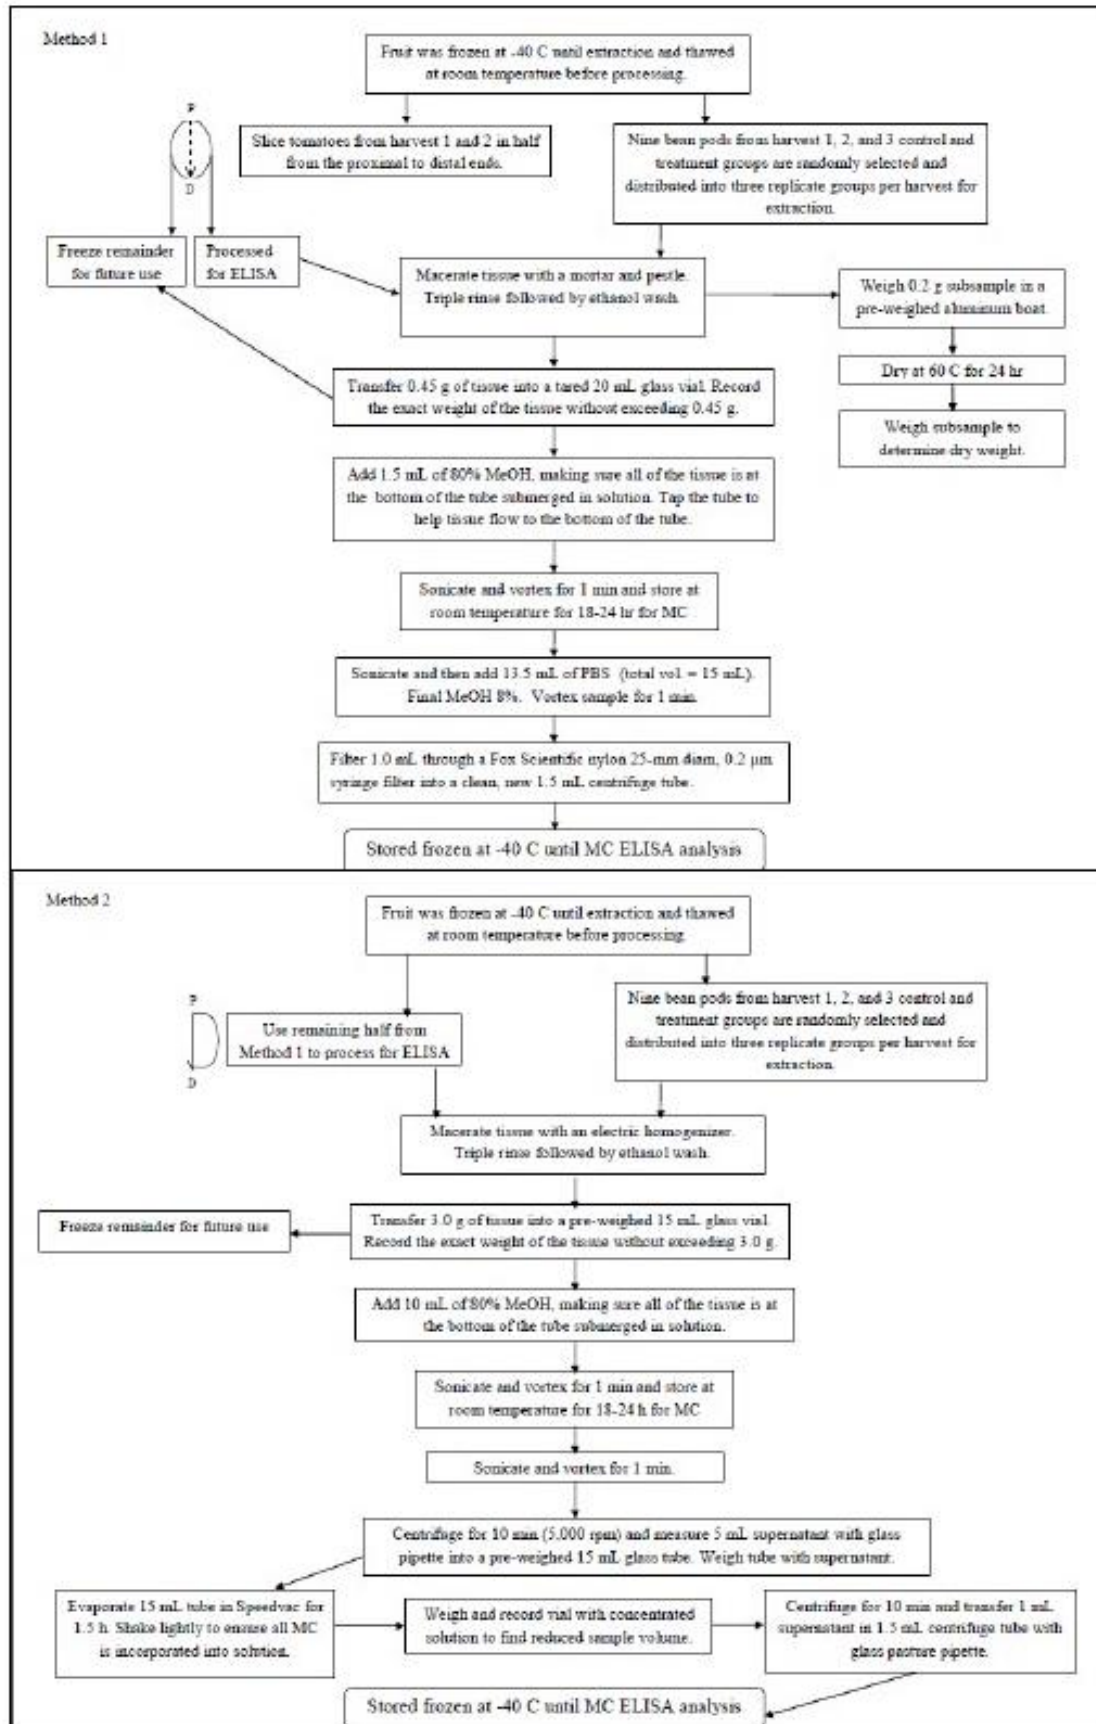 Method 1
Fruit was frozen at -40 C until extraction and thawed
at room temperature before processing.
P
D
Slice tomatoes from harvest 1 and 2 in half
from the proximal to distal ends.
Nine bean pods from harvest 1, 2, and 3 control and
treatment groups are randomly selected and
distributed into three replicate groups per harvest for
extraction.
Freeze remainder
for future use
Processed
for ELISA
Macerate tissue with a mortar and pestle.
Triple rinse followed by ethanol wash.
Weigh 0.2 g subsample in a
pre-weighed aluminum boat.
Dry at 60 C for 24 hr
Weigh subsample to
determine dry weight.
Transfer 0.45 g of tissue into a tared 20 mL glass vial. Record
the exact weight of the tissue without exceeding 0.45 g.
Add 1.5 mL of 80% MeOH, making sure all of the tissue is at
the bottom of the tube submerged in solution. Tap the tube to
help tissue flow to the bottom of the tube.
Sonicate and vortex for 1 min and store at
room temperature for 18-24 hr for MC
Sonicate and then add 13.5 mL of PBS (total vol = 15 mL).
Final MeOH 8%. Vortex sample for 1 min.
Filter 1.0 mL through a Fox Scientific nylon 25-mm diam, 0.2 μm
syringe filter into a clean, new 1.5 mL centrifuge tube.
Stored frozen at -40 C until MC ELISA analysis
Method 2
Fruit was frozen at -40 C until extraction and thawed
at room temperature before processing.
P
D
Use remaining half from
Method 1 to process for ELISA
Nine bean pods from harvest 1, 2, and 3 control and
treatment groups are randomly selected and
distributed into three replicate groups per harvest for
extraction.
Macerate tissue with an electric homogenizer.
Triple rinse followed by ethanol wash.
Freeze remainder for future use
Transfer 3.0 g of tissue into a pre-weighed 15 mL glass vial.
Record the exact weight of the tissue without exceeding 3.0 g.
Add 10 mL of 80% MeOH, making sure all of the tissue is at
the bottom of the tube submerged in solution.
Sonicate and vortex for 1 min and store at
room temperature for 18-24 h for MC
Sonicate and vortex for 1 min.
Centrifuge for 10 min (5,000 rpm) and measure 5 mL supernatant with glass
pipette into a pre-weighed 15 mL glass tube. Weigh tube with supernatant.
Evaporate 15 mL tube in Speedvac for
1.5 h. Shake lightly to ensure all MC
is incorporated into solution.
Weigh and record vial with concentrated
solution to find reduced sample volume.
Centrifuge for 10 min and transfer 1 mL
supernatant in 1.5 mL centrifuge tube with
glass pasture pipette.
Stored frozen at -40 C until MC ELISA analysis